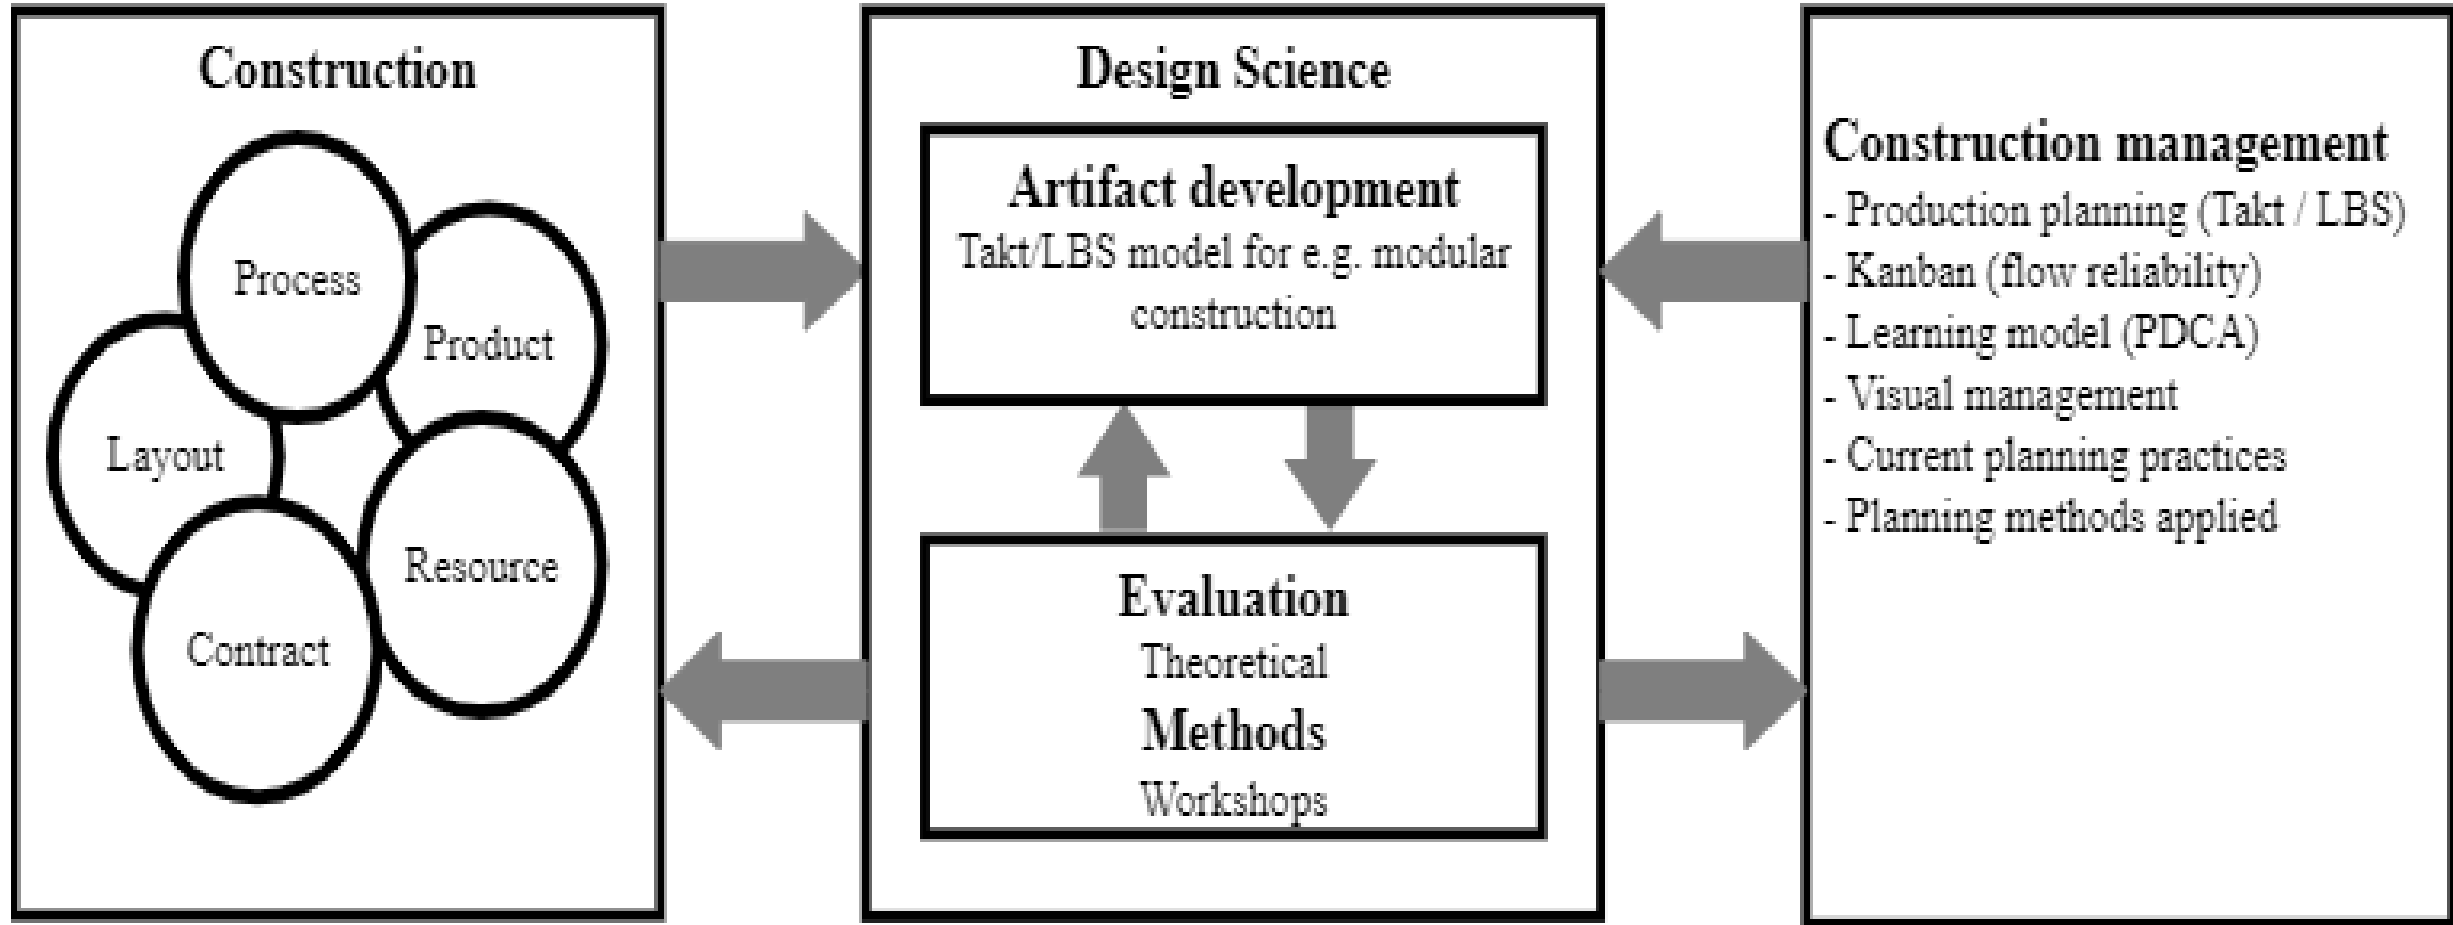 Construction
Process
Product
Layout
Resource
Contract
Design Science
Artifact development
Takt/LBS model for e.g. modular
construction
Evaluation
Theoretical
Methods
Workshops
Construction management
- Production planning (Takt / LBS)
- Kanban (flow reliability)
- Learning model (PDCA)
- Visual management
- Current planning practices
- Planning methods applied